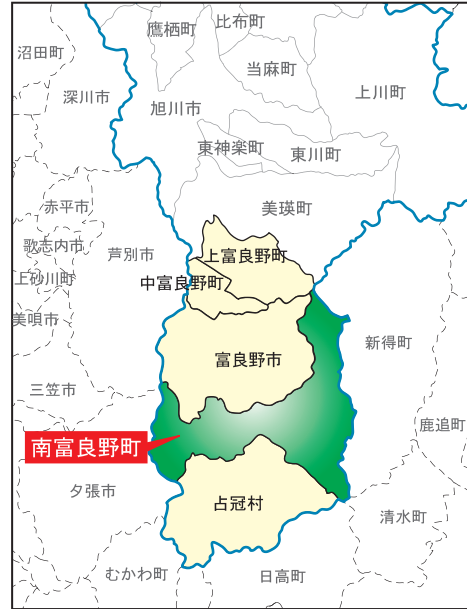 比布町
鷹栖町
沼田町
当麻町
上川町
深川市
旭川市
東神楽町
東川町
赤平市
美瑛町
歌志内市
芦別市
上富良野町
上砂川町
中富良野町
美唄市
富良野市
新得町
三笠市
鹿追町
南富良野町
夕張市
占冠村
清水町
むかわ町
日高町